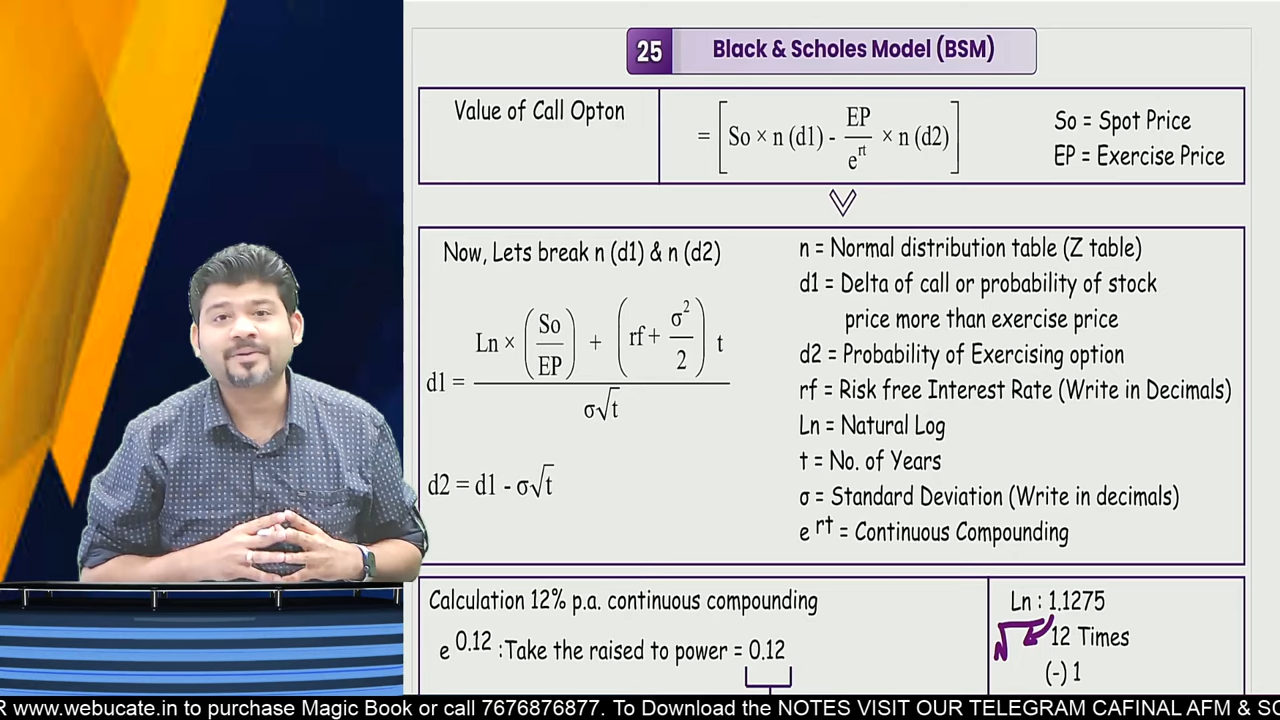 25 Black & Scholes Model (BSM)
Value of Call Opton
= [ So × n (d1) - EP / e^rt × n (d2) ]
So = Spot Price
EP = Exercise Price
Now, Lets break n (d1) & n (d2)
d1 = Ln × (So / EP) + (rf + σ² / 2) t / σ√t
d2 = d1 - σ√t
n = Normal distribution table (Z table)
d1 = Delta of call or probability of stock
price more than exercise price
d2 = Probability of Exercising option
rf = Risk free Interest Rate (Write in Decimals)
Ln = Natural Log
t = No. of Years
σ = Standard Deviation (Write in decimals)
e^rt = Continuous Compounding
Calculation 12% p.a. continuous compounding
e^0.12 : Take the raised to power = 0.12
Ln : 1.1275
12 Times
(-) 1
R www.webucate.in to purchase Magic Book or call 7676876877. To Download the NOTES VISIT OUR TELEGRAM CAFINAL AFM & SC